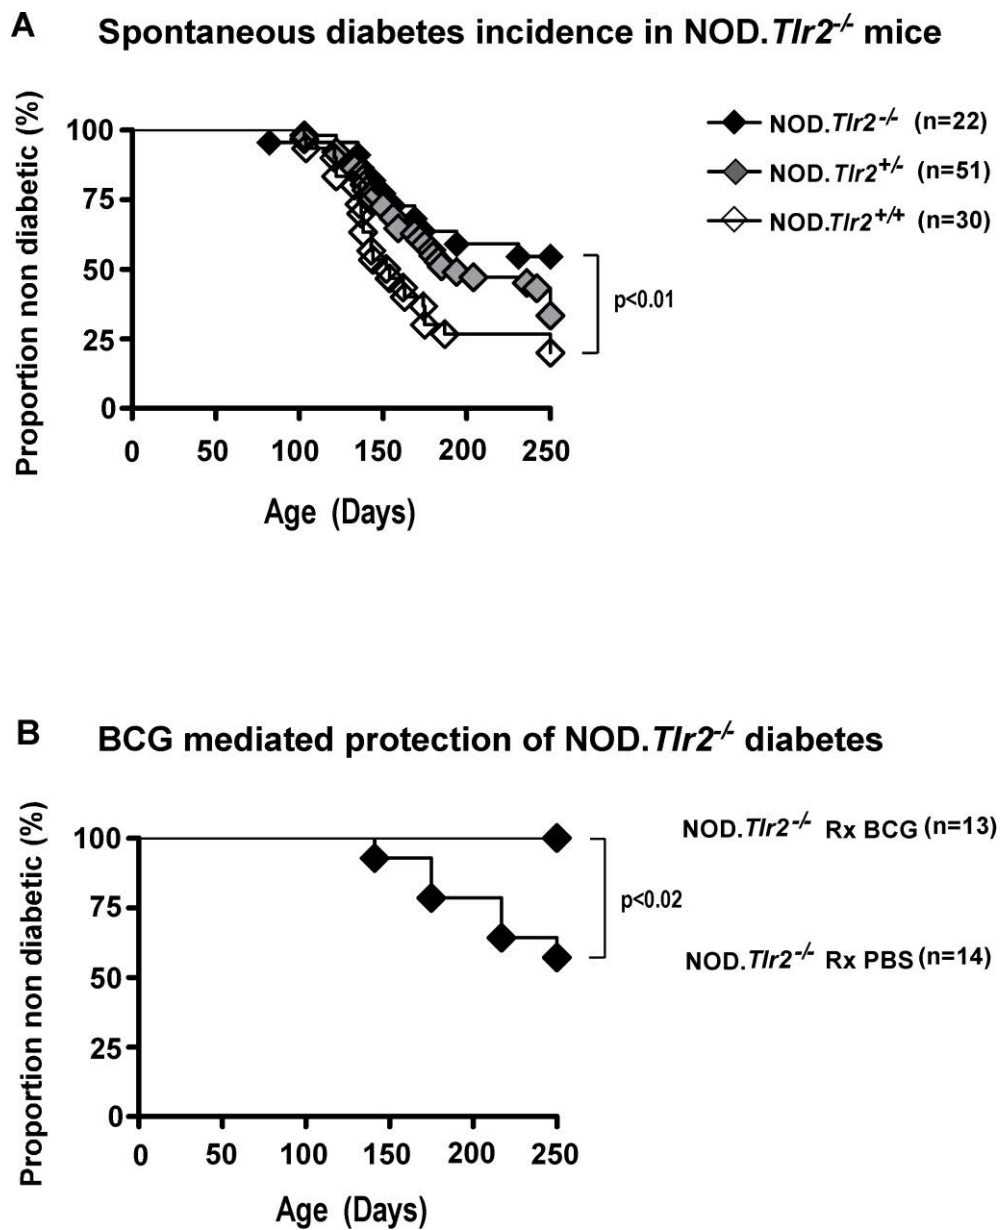 A Spontaneous diabetes incidence in NOD.Tlr2-/- mice
Proportion non diabetic (%)
100
75
50
25
0
0 50 100 150 200 250
Age (Days)
NOD.Tlr2-/- (n=22)
NOD.Tlr2+/- (n=51)
NOD.Tlr2+/+ (n=30)
p<0.01
B BCG mediated protection of NOD.Tlr2-/- diabetes
Proportion non diabetic (%)
100
75
50
25
0
0 50 100 150 200 250
Age (Days)
NOD.Tlr2-/- Rx BCG (n=13)
p<0.02
NOD.Tlr2-/- Rx PBS (n=14)